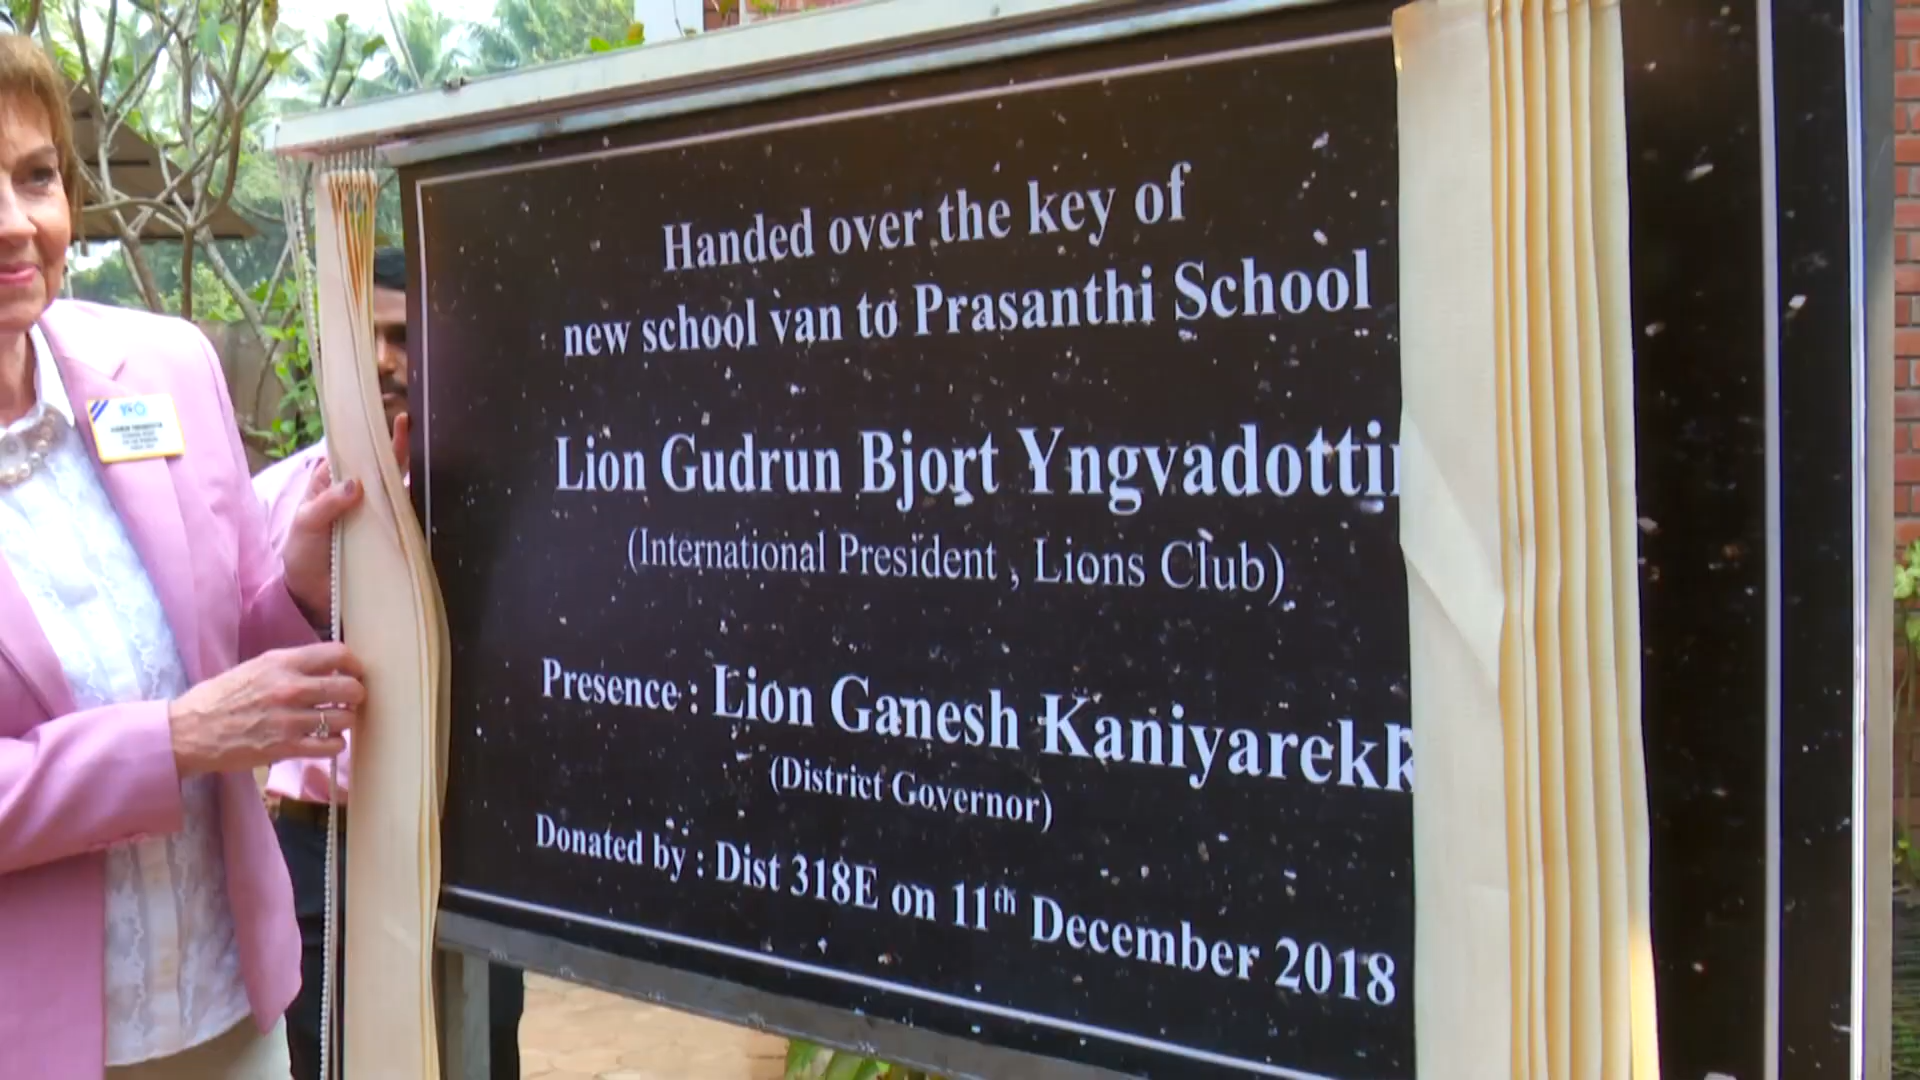 Handed over the key of
new school van to Prasanthi School
Lion Gudrun Bjort Yngvadotti
(International President , Lions Club)
Presence : Lion Ganesh Kaniyarekk
(District Governor)
Donated by : Dist 318E on 11th December 2018